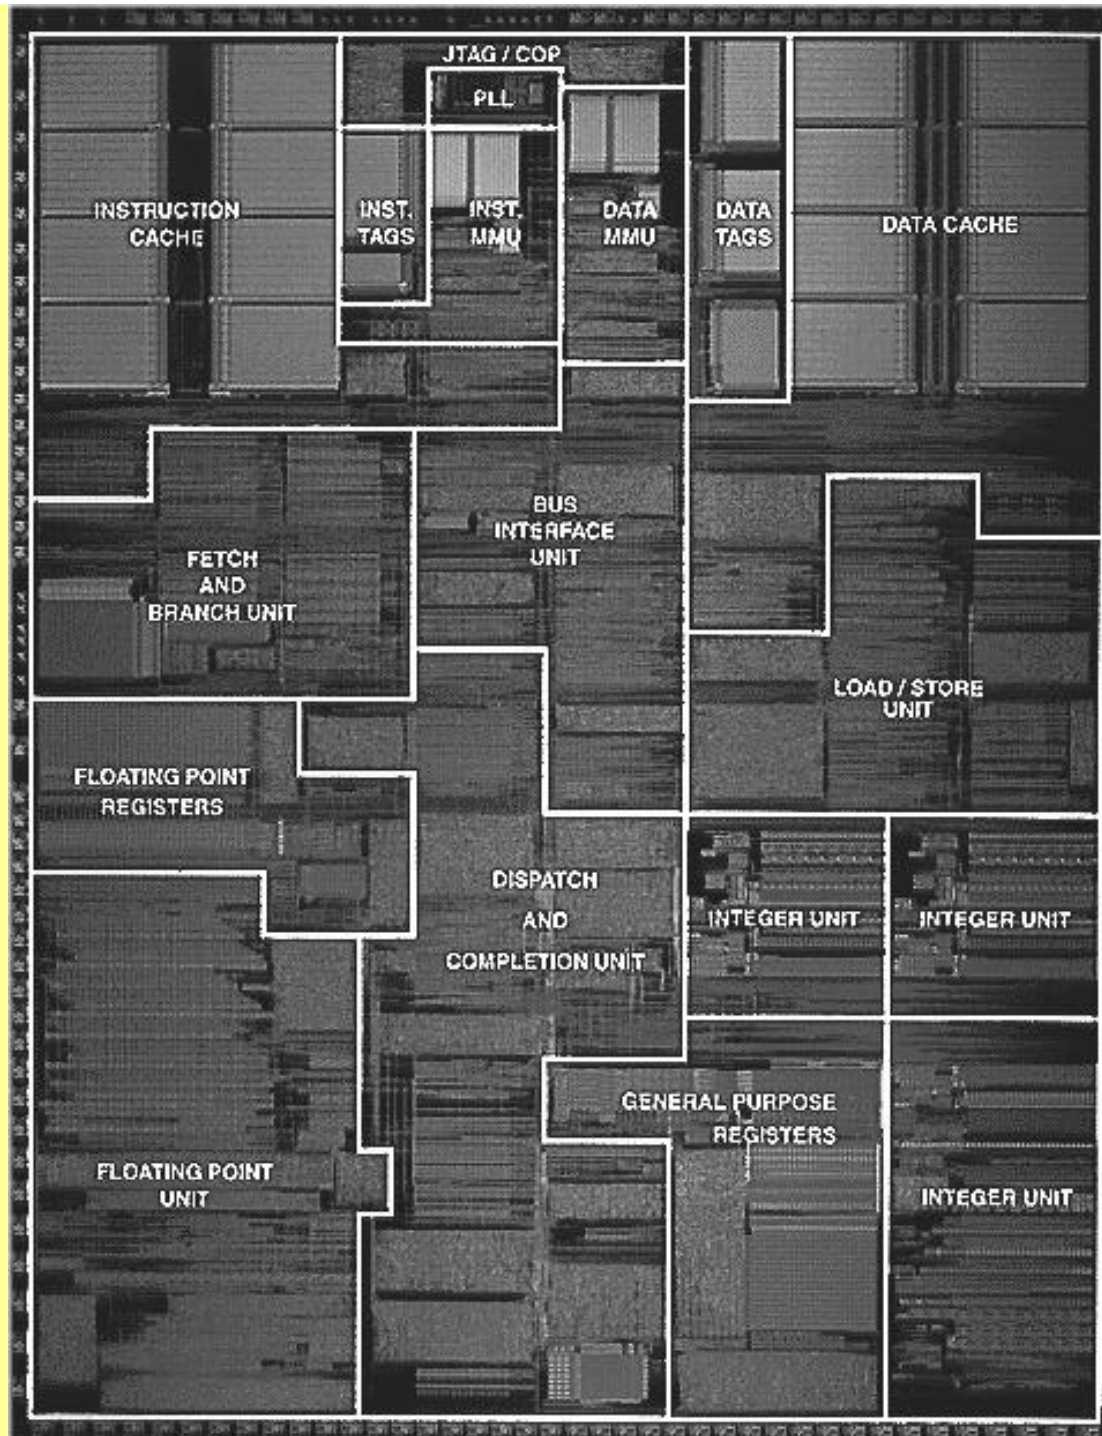 JTAG / COP
PLL
INSTRUCTION
CACHE
INST.
TAGS
INST.
MMU
DATA
MMU
DATA
TAGS
DATA CACHE
BUS
INTERFACE
UNIT
FETCH
AND
BRANCH UNIT
LOAD / STORE
UNIT
FLOATING POINT
REGISTERS
DISPATCH
AND
COMPLETION UNIT
INTEGER UNIT
INTEGER UNIT
GENERAL PURPOSE
REGISTERS
FLOATING POINT
UNIT
INTEGER UNIT